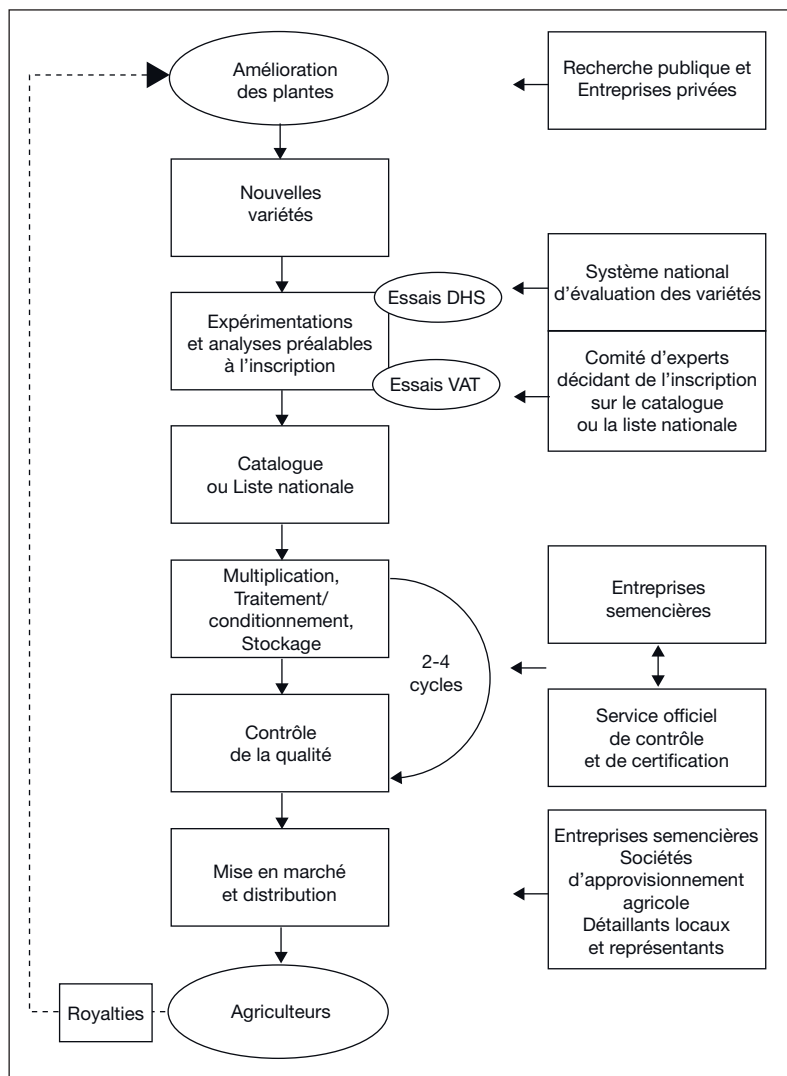 Amélioration
des plantes
Recherche publique et
Entreprises privées
Nouvelles
variétés
Essais DHS
Système national
d'évaluation des variétés
Expérimentations
et analyses préalables
à l'inscription
Essais VAT
Comité d'experts
décidant de l'inscription
sur le catalogue
ou la liste nationale
Catalogue
ou Liste nationale
Multiplication,
Traitement/
conditionnement,
Stockage
2-4
cycles
Entreprises
semencières
Contrôle
de la qualité
Service officiel
de contrôle
et de certification
Mise en marché
et distribution
Entreprises semencières
Sociétés
d'approvisionnement
agricole
Détaillants locaux
et représentants
Royalties
Agriculteurs